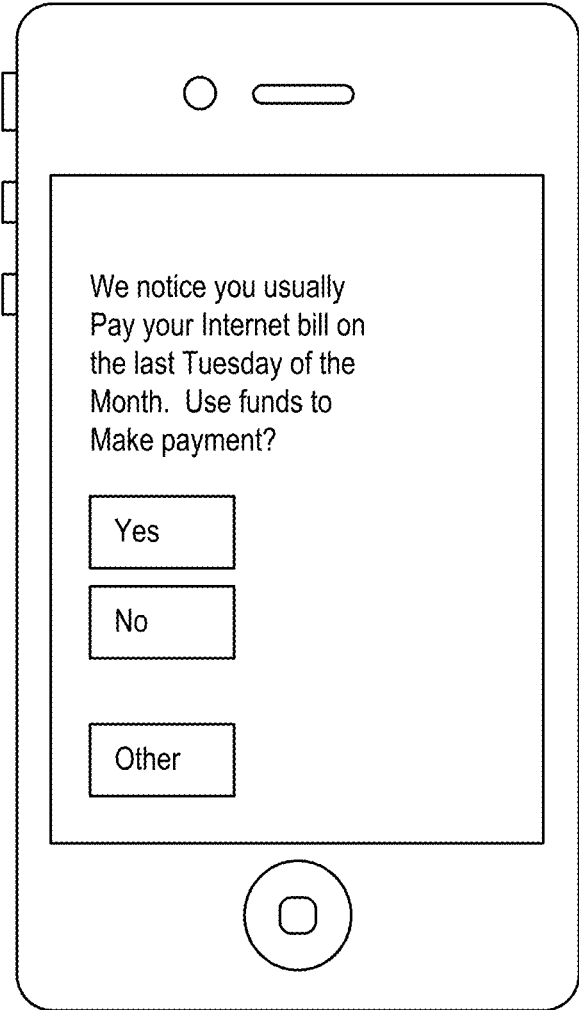 We notice you usually
Pay your Internet bill on
the last Tuesday of the
Month.  Use funds to
Make payment?
Yes
No
Other